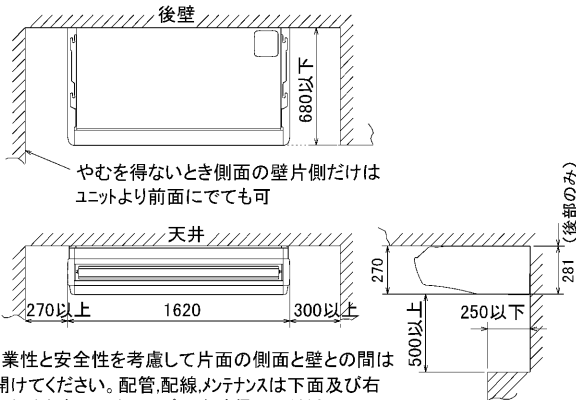 後壁
680以下
やむを得ないとき側面の壁片側だけは
ユニットより前面にでても可
天井
270以上
1620
300以上
270
281
(後部のみ)
500以上
250以下
業性と安全性を考慮して片面の側面と壁との間は
開けてください。配管,配線,メンテナンスは下面及び右